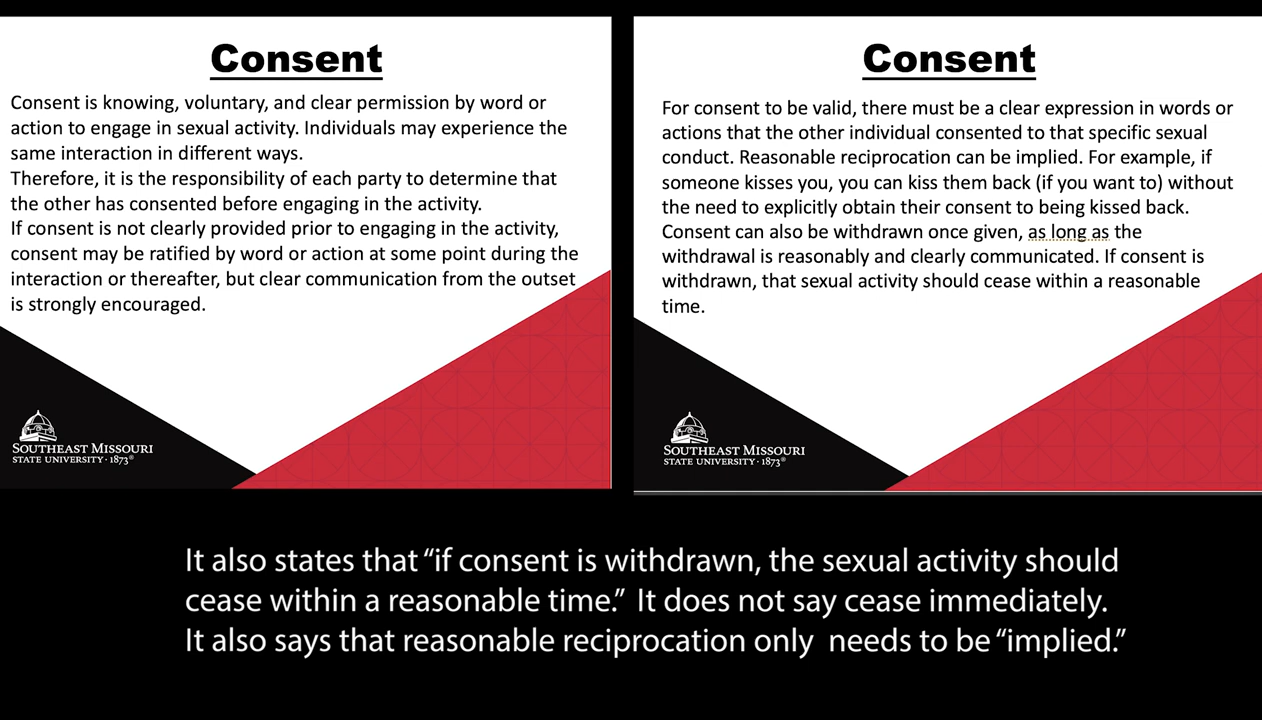 Consent
Consent is knowing, voluntary, and clear permission by word or
action to engage in sexual activity. Individuals may experience the
same interaction in different ways.
Therefore, it is the responsibility of each party to determine that
the other has consented before engaging in the activity.
If consent is not clearly provided prior to engaging in the activity,
consent may be ratified by word or action at some point during the
interaction or thereafter, but clear communication from the outset
is strongly encouraged.
SOUTHEAST MISSOURI
STATE UNIVERSITY · 1873®
Consent
For consent to be valid, there must be a clear expression in words or
actions that the other individual consented to that specific sexual
conduct. Reasonable reciprocation can be implied. For example, if
someone kisses you, you can kiss them back (if you want to) without
the need to explicitly obtain their consent to being kissed back.
Consent can also be withdrawn once given, as long as the
withdrawal is reasonably and clearly communicated. If consent is
withdrawn, that sexual activity should cease within a reasonable
time.
SOUTHEAST MISSOURI
STATE UNIVERSITY · 1873®
It also states that “if consent is withdrawn, the sexual activity should
cease within a reasonable time.” It does not say cease immediately.
It also says that reasonable reciprocation only needs to be “implied.”